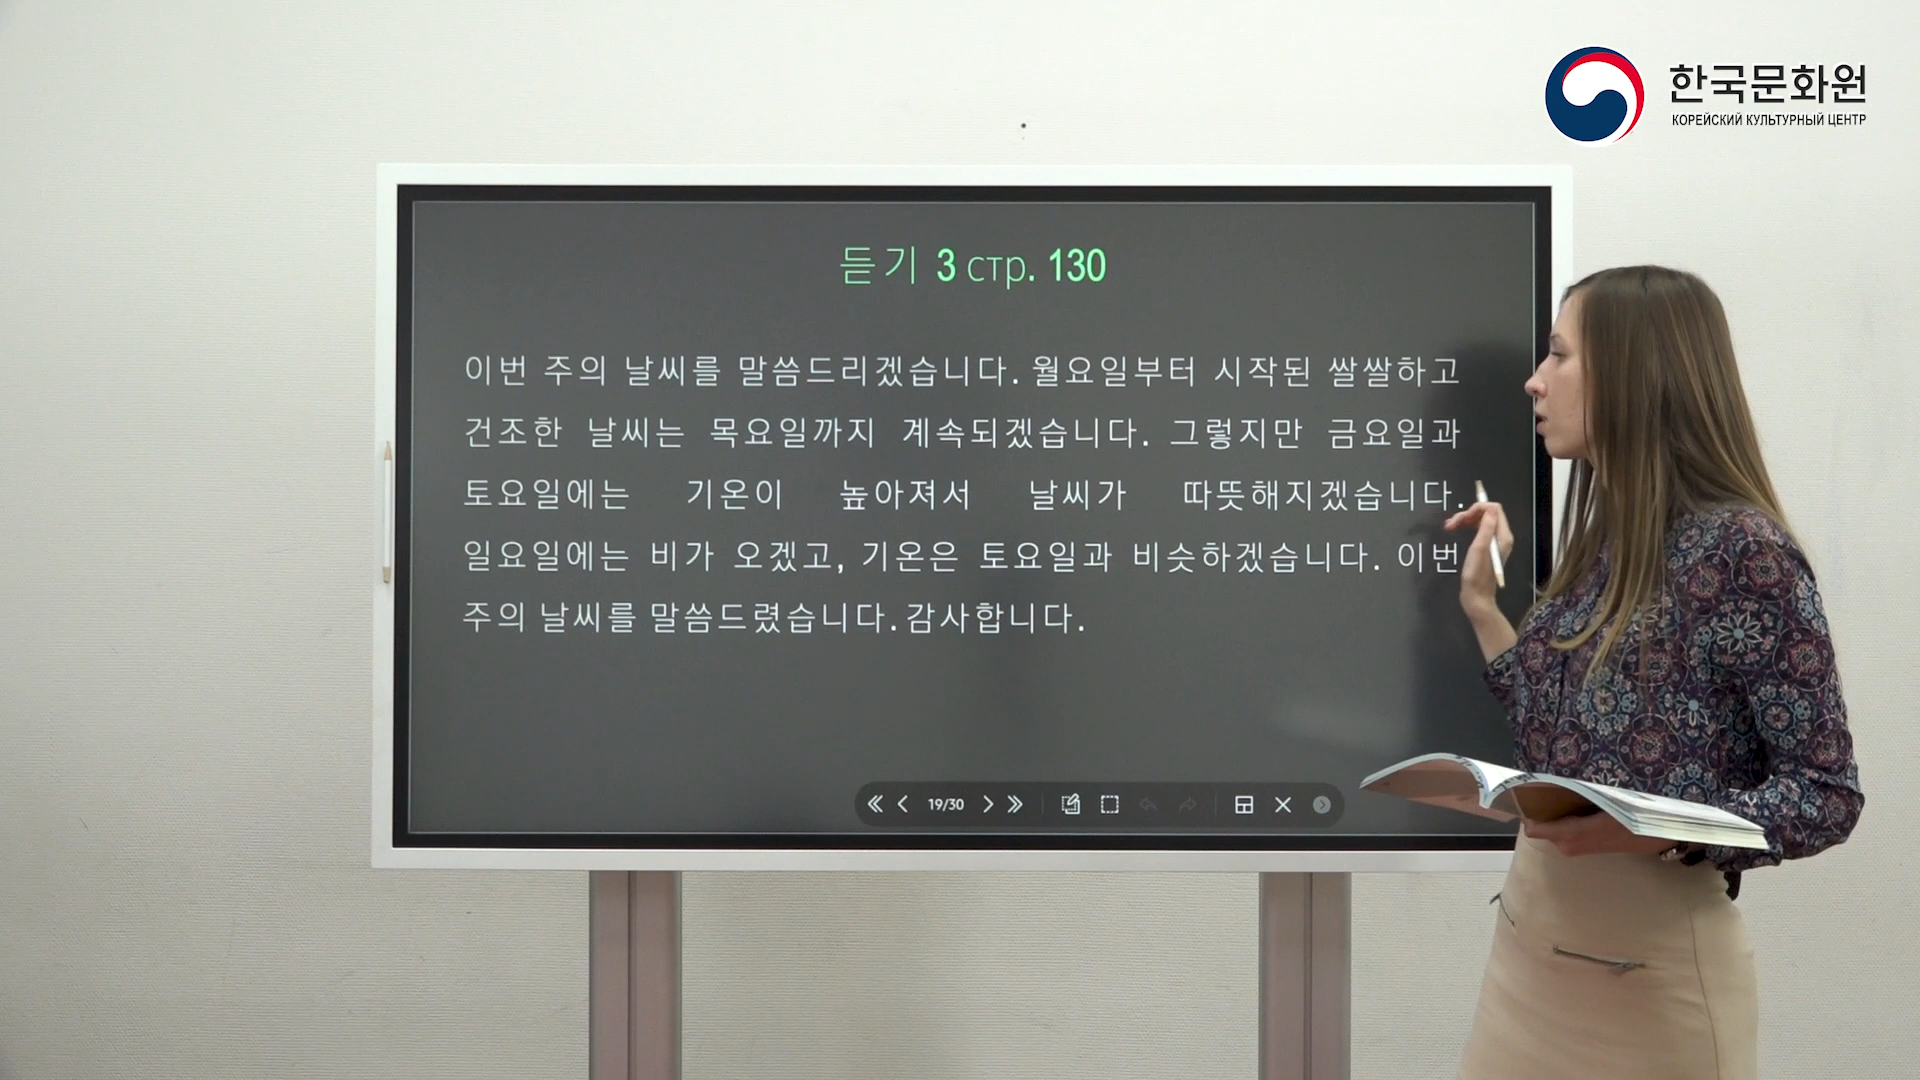 한국문화원
КОРЕЙСКИЙ КУЛЬТУРНЫЙ ЦЕНТР
듣기 3 стр. 130
이번 주의 날씨를 말씀드리겠습니다. 월요일부터 시작된 쌀쌀하고
건조한 날씨는 목요일까지 계속되겠습니다. 그렇지만 금요일과
토요일에는 기온이 높아져서 날씨가 따뜻해지겠습니다.
일요일에는 비가 오겠고, 기온은 토요일과 비슷하겠습니다. 이번
주의 날씨를 말씀드렸습니다. 감사합니다.
19/30